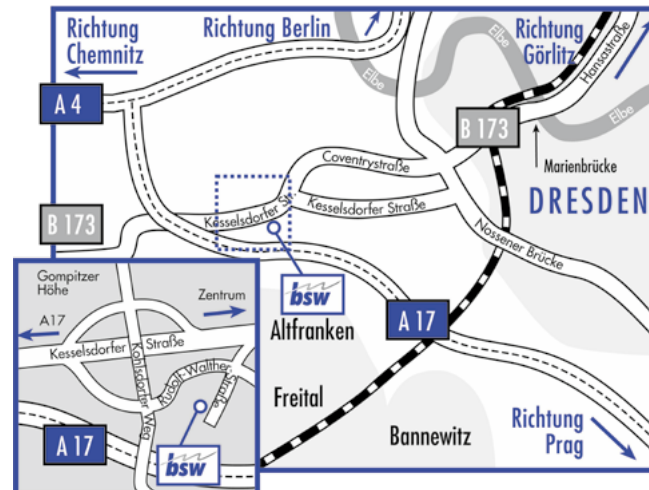 Richtung
Chemnitz
Richtung Berlin
Richtung
Görlitz
Hansastraße
Elbe
Elbe
Elbe
A 4
B 173
Marienbrücke
DRESDEN
Coventrystraße
Kesselsdorfer Str.
Kesselsdorfer Straße
Nossener Brücke
B 173
bsw
Altfranken
A 17
Freital
Bannewitz
Richtung
Prag
Gompitzer
Höhe
Zentrum
A17
Kesselsdorfer Straße
Kohlsdorfer Weg
Rudolf-Walther-
Straße
A 17
bsw